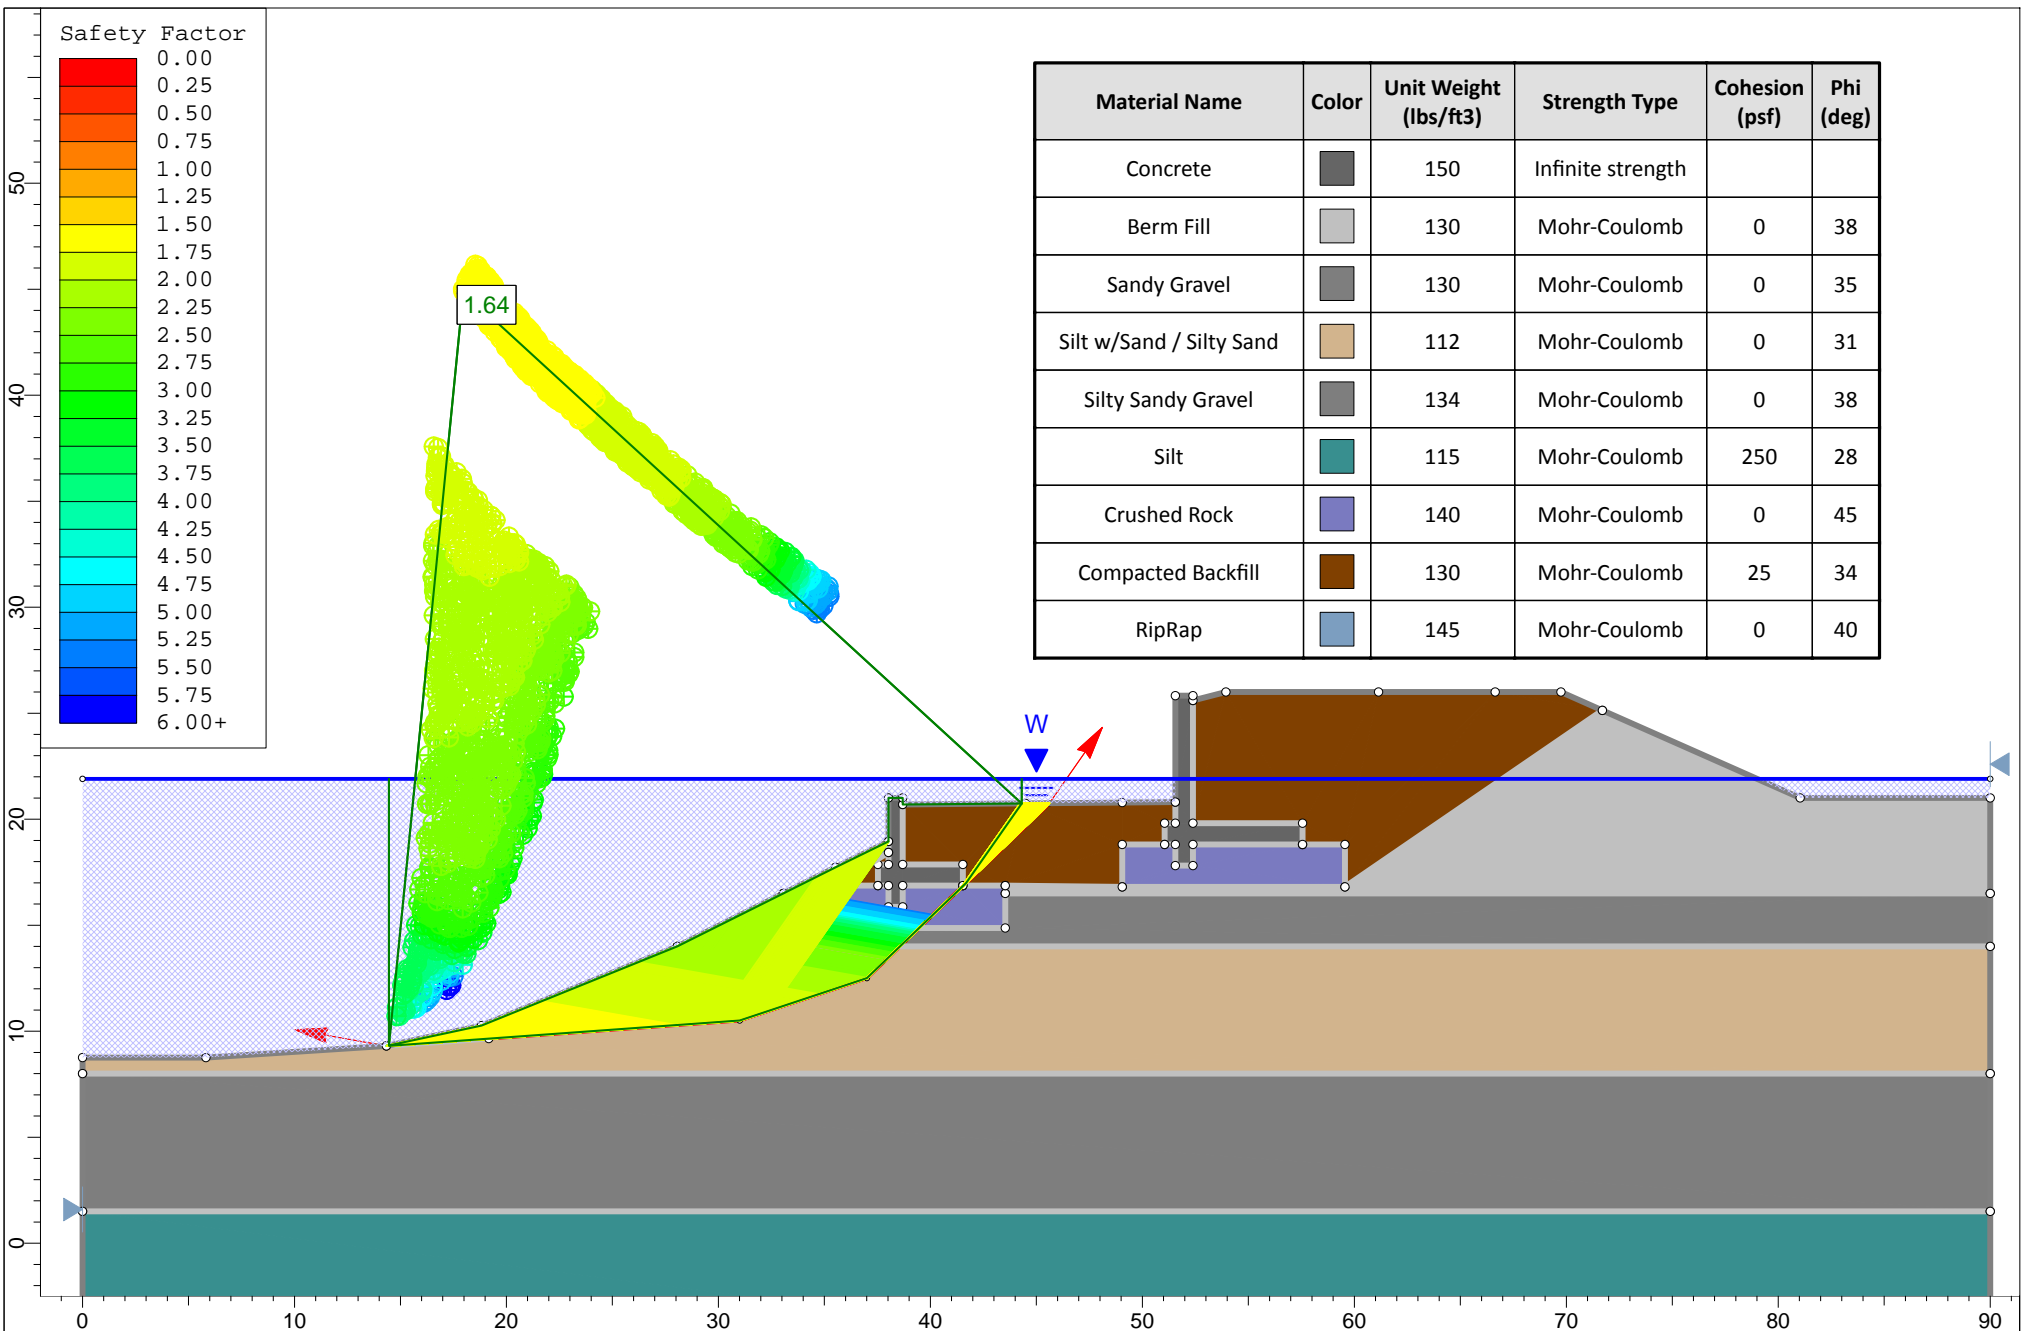 Safety Factor
0.00
0.25
0.50
0.75
1.00
1.25
1.50
1.75
2.00
2.25
2.50
2.75
3.00
3.25
3.50
3.75
4.00
4.25
4.50
4.75
5.00
5.25
5.50
5.75
6.00+
Material Name Color Unit Weight (lbs/ft3) Strength Type Cohesion (psf) Phi (deg)
Concrete 150 Infinite strength
Berm Fill 130 Mohr-Coulomb 0 38
Sandy Gravel 130 Mohr-Coulomb 0 35
Silt w/Sand / Silty Sand 112 Mohr-Coulomb 0 31
Silty Sandy Gravel 134 Mohr-Coulomb 0 38
Silt 115 Mohr-Coulomb 250 28
Crushed Rock 140 Mohr-Coulomb 0 45
Compacted Backfill 130 Mohr-Coulomb 25 34
RipRap 145 Mohr-Coulomb 0 40
1.64
W
50
40
30
20
10
0
0 10 20 30 40 50 60 70 80 90